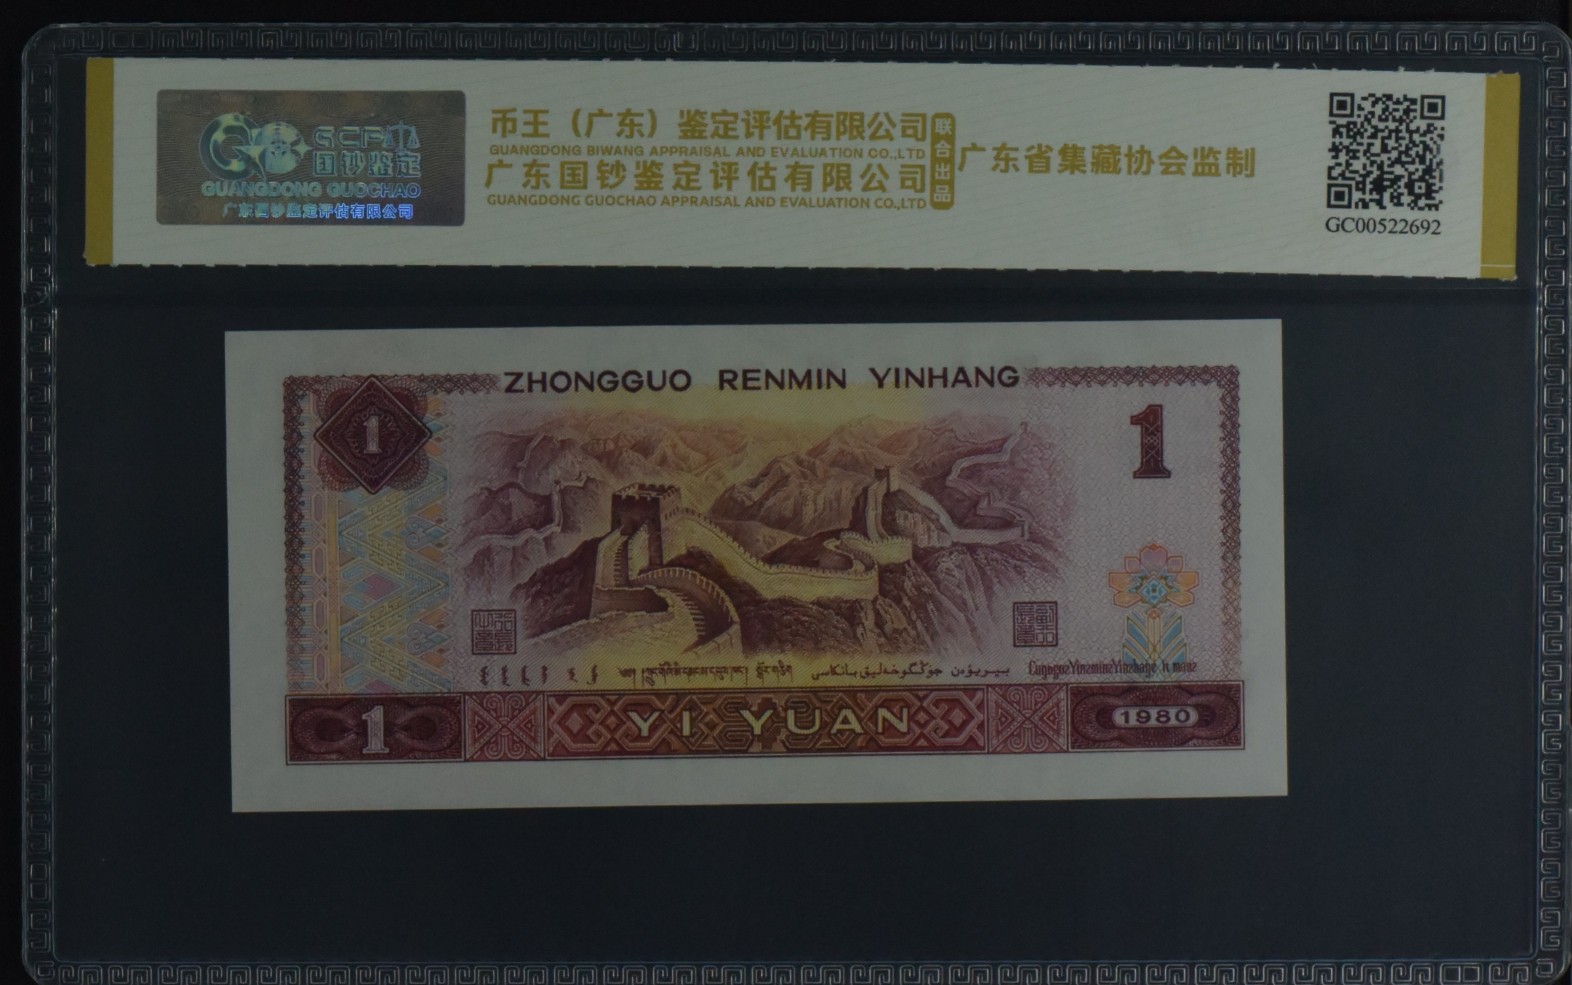 GCPA
国钞鉴定
GUANGDONG GUOCHAO
广东国钞鉴定评估有限公司
币王（广东）鉴定评估有限公司
GUANGDONG BIWANG APPRAISAL AND EVALUATION CO.,LTD
广东国钞鉴定评估有限公司
GUANGDONG GUOCHAO APPRAISAL AND EVALUATION CO.,LTD
联合出品
广东省集藏协会监制
GC00522692
ZHONGGUO RENMIN YINHANG
1
1
1
YI YUAN
1980